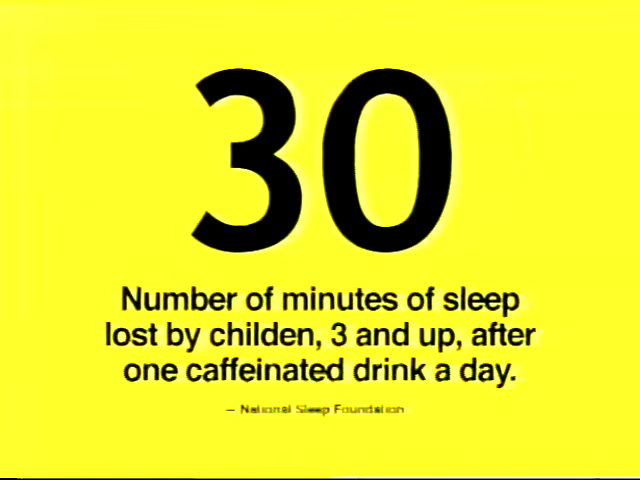 30
Number of minutes of sleep
lost by childen, 3 and up, after
one caffeinated drink a day.
— National Sleep Foundation